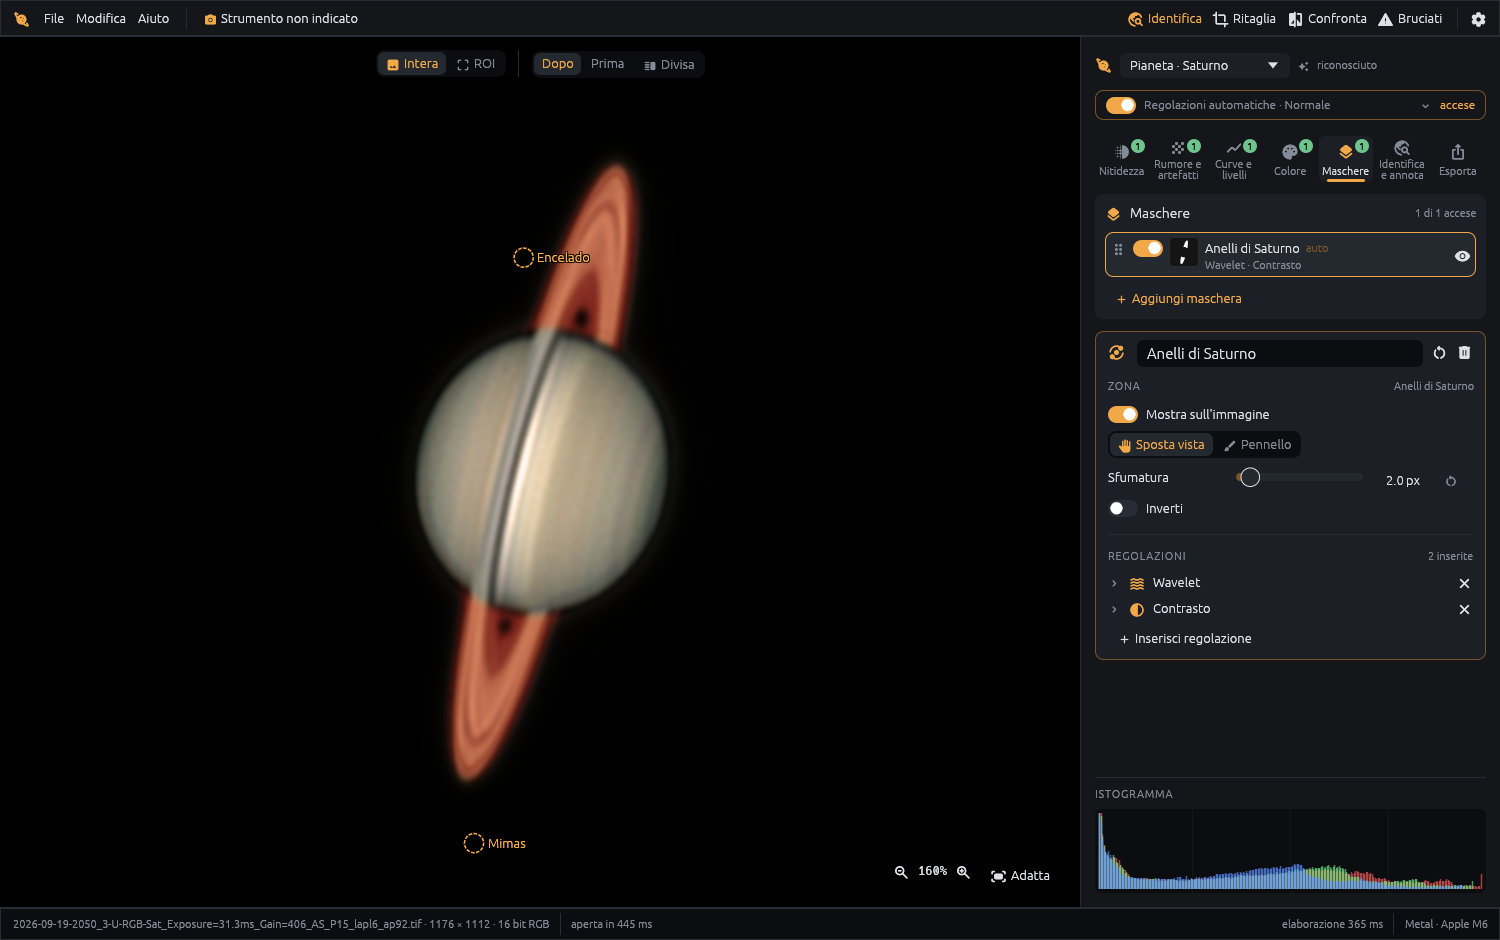 File Modifica Aiuto Strumento non indicato Identifica Ritaglia Confronta Bruciati
Intera ROI Dopo Prima Divisa
Pianeta · Saturno riconosciuto
Regolazioni automatiche · Normale accese
Nitidezza 1
Rumore e artefatti 1
Curve e livelli 1
Colore 1
Maschere 1
Identifica e annota
Esporta
Maschere 1 di 1 accese
Anelli di Saturno auto
Wavelet · Contrasto
+ Aggiungi maschera
Anelli di Saturno
ZONA Anelli di Saturno
Mostra sull'immagine
Sposta vista Pennello
Sfumatura 2.0 px
Inverti
REGOLAZIONI 2 inserite
Wavelet
Contrasto
+ Inserisci regolazione
ISTOGRAMMA
Encelado
Mimas
160% Adatta
2026-09-19-2050_3-U-RGB-Sat_Exposure=31.3ms_Gain=406_AS_P15_lapl6_ap92.tif · 1176 × 1112 · 16 bit RGB aperta in 445 ms elaborazione 365 ms Metal · Apple M6